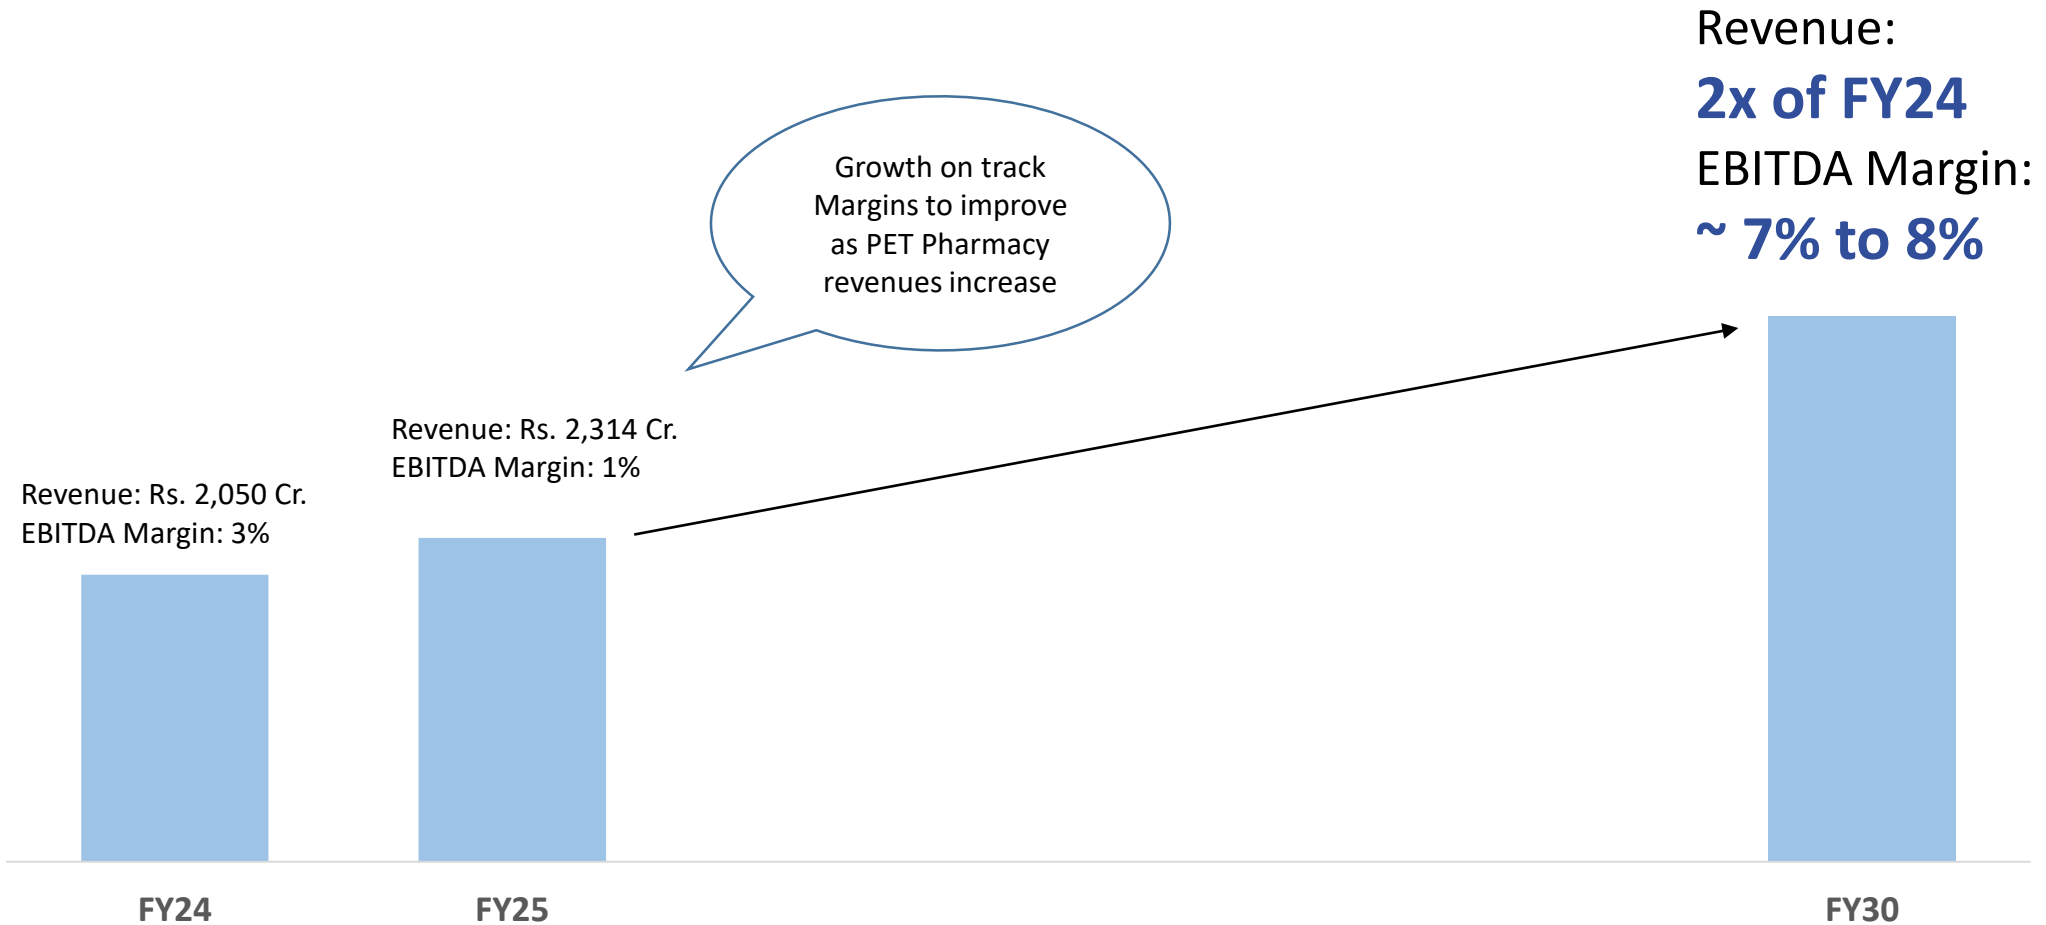 Revenue:
2x of FY24
EBITDA Margin:
~ 7% to 8%
Growth on track
Margins to improve
as PET Pharmacy
revenues increase
Revenue: Rs. 2,314 Cr.
EBITDA Margin: 1%
Revenue: Rs. 2,050 Cr.
EBITDA Margin: 3%
FY24
FY25
FY30